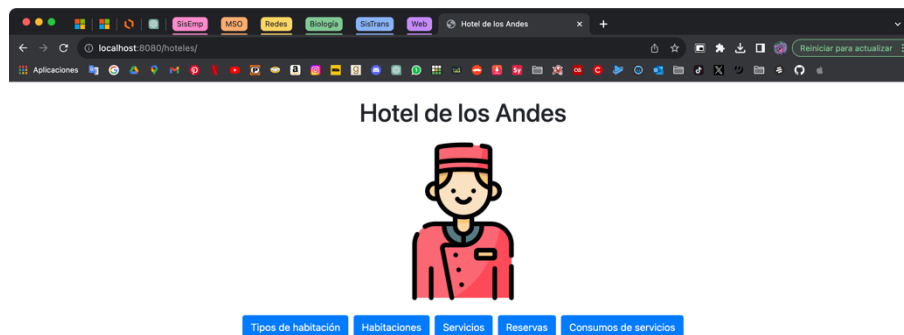 SisEmp MSO Redes Biología SisTrans Web Hotel de los Andes
localhost:8080/hoteles/ Reiniciar para actualizar
Aplicaciones
Hotel de los Andes
Tipos de habitación Habitaciones Servicios Reservas Consumos de servicios